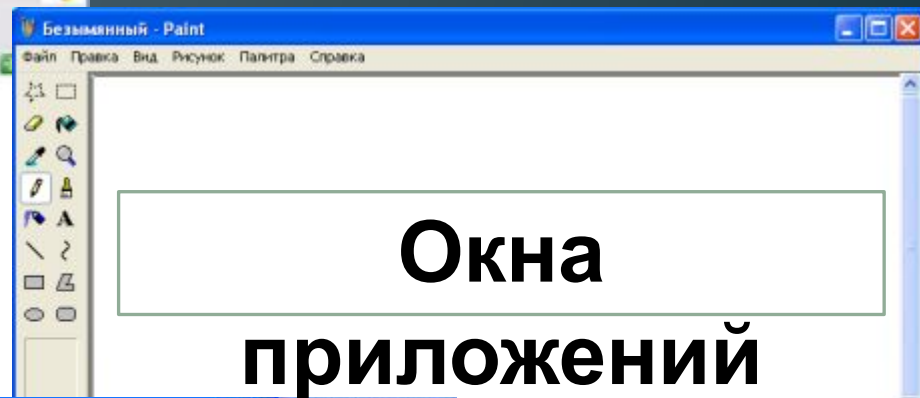 Безымянный - Paint
Файл Правка Вид Рисунок Палитра Справка
A
Окна
приложений